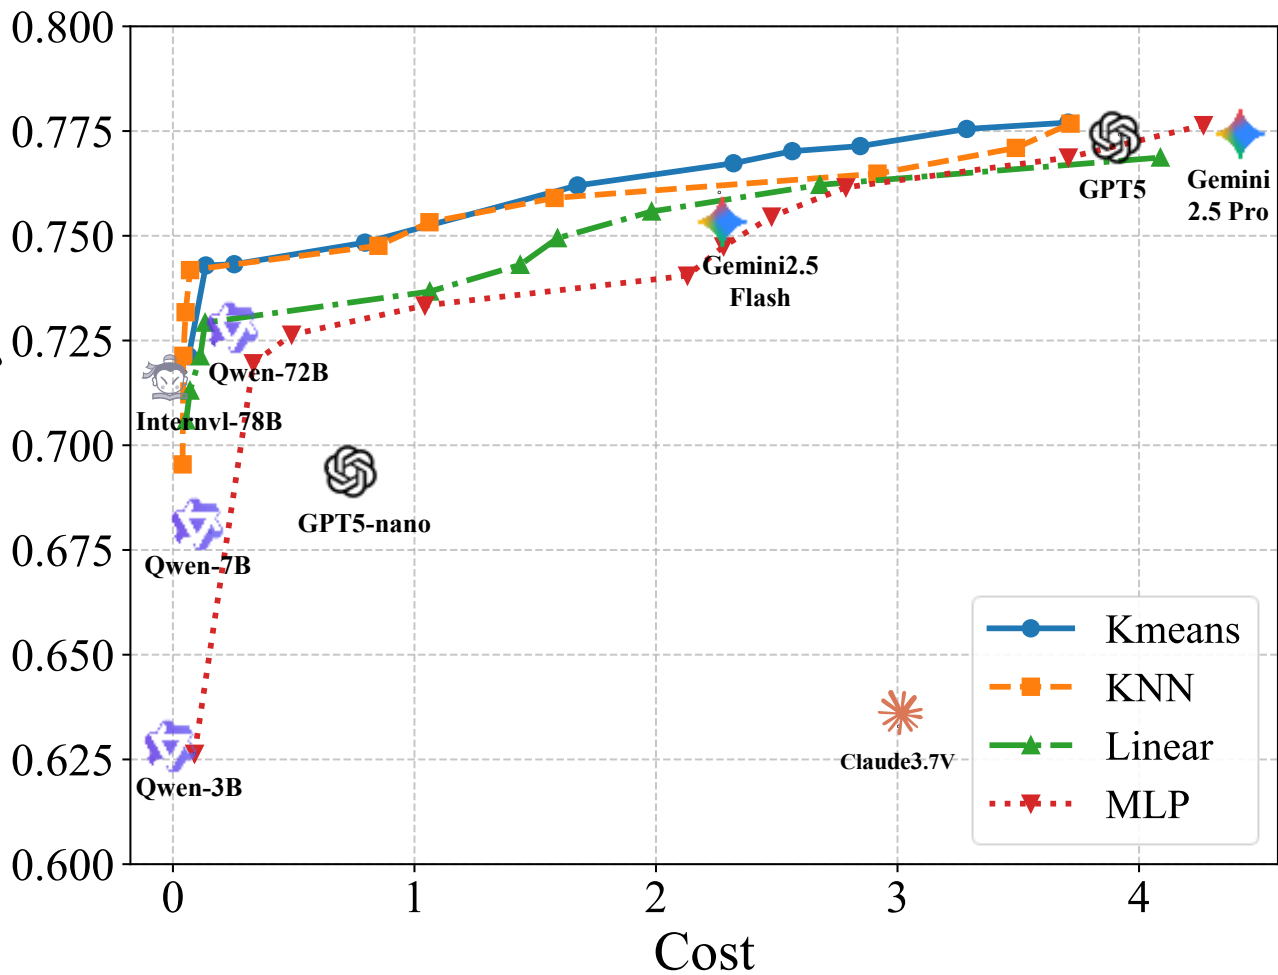 0.800
0.775
0.750
0.725
0.700
0.675
0.650
0.625
0.600
0
1
2
3
4
Cost
GPT5
Gemini
2.5 Pro
Gemini2.5
Flash
Qwen-72B
Internvl-78B
GPT5-nano
Qwen-7B
Claude3.7V
Qwen-3B
Kmeans
KNN
Linear
MLP